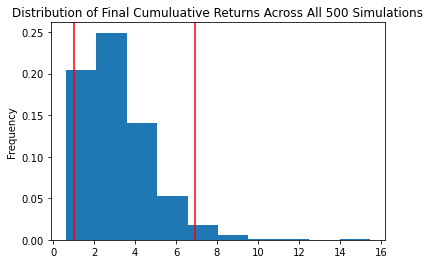 Distribution of Final Cumuluative Returns Across All 500 Simulations
0.25
0.20
0.15
0.10
0.05
0.00
Frequency
0 2 4 6 8 10 12 14 16